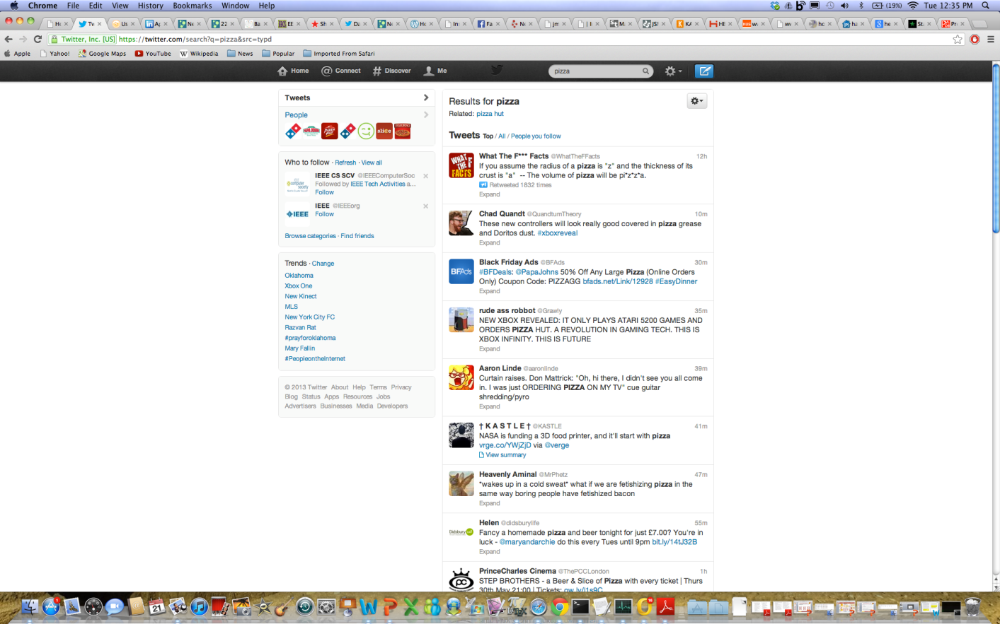 Chrome File Edit View History Bookmarks Window Help (19%) Tue 12:35 PM
Twitter, Inc. [US] https://twitter.com/search?q=pizza&src=typd
Apple Yahoo! Google Maps YouTube Wikipedia News Popular Imported From Safari
Home Connect Discover Me pizza
Tweets
People
Who to follow · Refresh · View all
IEEE CS SCV @IEEEComputerSoc
Followed by IEEE Tech Activities a...
Follow
IEEE @IEEEorg
Follow
Browse categories · Find friends
Trends · Change
Oklahoma
Xbox One
New Kinect
MLS
New York City FC
Razvan Rat
#prayforoklahoma
Mary Fallin
#PeopleontheInternet
© 2013 Twitter About Help Terms Privacy
Blog Status Apps Resources Jobs
Advertisers Businesses Media Developers
Results for pizza
Related: pizza hut
Tweets Top / All / People you follow
WHAT THE F FACTS
What The F*** Facts @WhatTheFFacts 12h
If you assume the radius of a pizza is "z" and the thickness of its
crust is "a" -- The volume of pizza will be pi*z*z*a.
Retweeted 1832 times
Expand
Chad Quandt @QuandtumTheory 10m
These new controllers will look really good covered in pizza grease
and Doritos dust. #xboxreveal
Expand
BFAds
Black Friday Ads @BFAds 30m
#BFDeals: @PapaJohns 50% Off Any Large Pizza (Online Orders
Only) Coupon Code: PIZZAGG bfads.net/Link/12928 #EasyDinner
Expand
rude ass robbot @Grawly 35m
NEW XBOX REVEALED: IT ONLY PLAYS ATARI 5200 GAMES AND
ORDERS PIZZA HUT. A REVOLUTION IN GAMING TECH. THIS IS
XBOX INFINITY. THIS IS FUTURE
Expand
Aaron Linde @aaronlinde 39m
Curtain raises. Don Mattrick: "Oh, hi there, I didn't see you all come
in. I was just ORDERING PIZZA ON MY TV" cue guitar
shredding/pyro
Expand
† K A S T L E † @KASTLE 41m
NASA is funding a 3D food printer, and it'll start with pizza
vrge.co/YWjZjD via @verge
View summary
Heavenly Aminal @MrPhetz 47m
*wakes up in a cold sweat* what if we are fetishizing pizza in the
same way boring people have fetishized bacon
Expand
Helen @didsburylife 55m
Fancy a homemade pizza and beer tonight for just £7.00? You're in
luck - @maryandarchie do this every Tues until 9pm bit.ly/14tJ32B
Expand
PrinceCharles Cinema @ThePCCLondon 1h
STEP BROTHERS - a Beer & Slice of Pizza with every ticket | Thurs
30th May 21:00 | Tickets: ow.ly/l1s9C